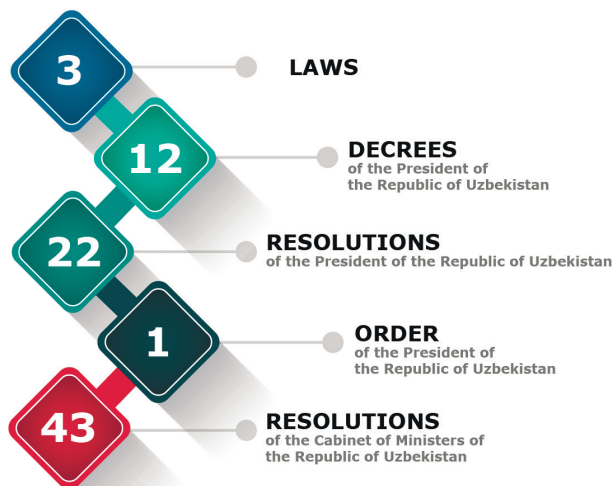 3
LAWS
12
DECREES
of the President of
the Republic of Uzbekistan
22
RESOLUTIONS
of the President of the Republic of Uzbekistan
1
ORDER
of the President of
the Republic of Uzbekistan
43
RESOLUTIONS
of the Cabinet of Ministers of
the Republic of Uzbekistan